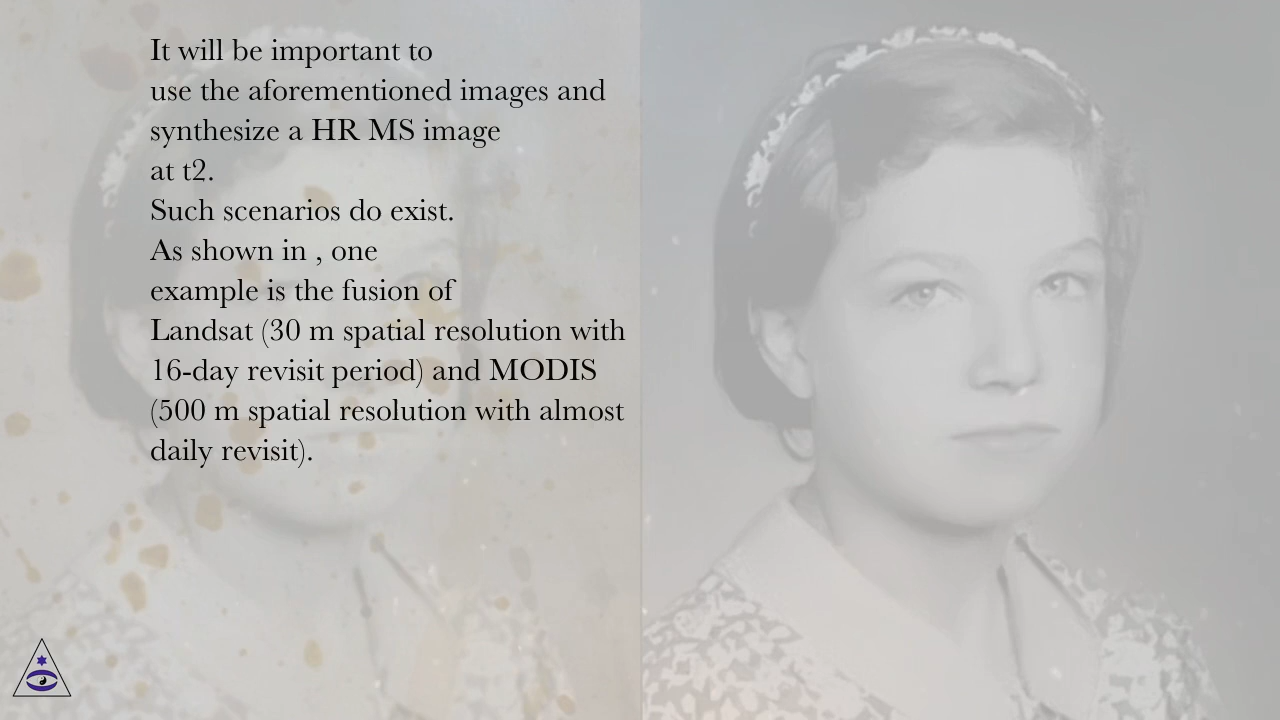 It will be important to
use the aforementioned images and
synthesize a HR MS image
at t2.
Such scenarios do exist.
As shown in , one
example is the fusion of
Landsat (30 m spatial resolution with
16-day revisit period) and MODIS
(500 m spatial resolution with almost
daily revisit).